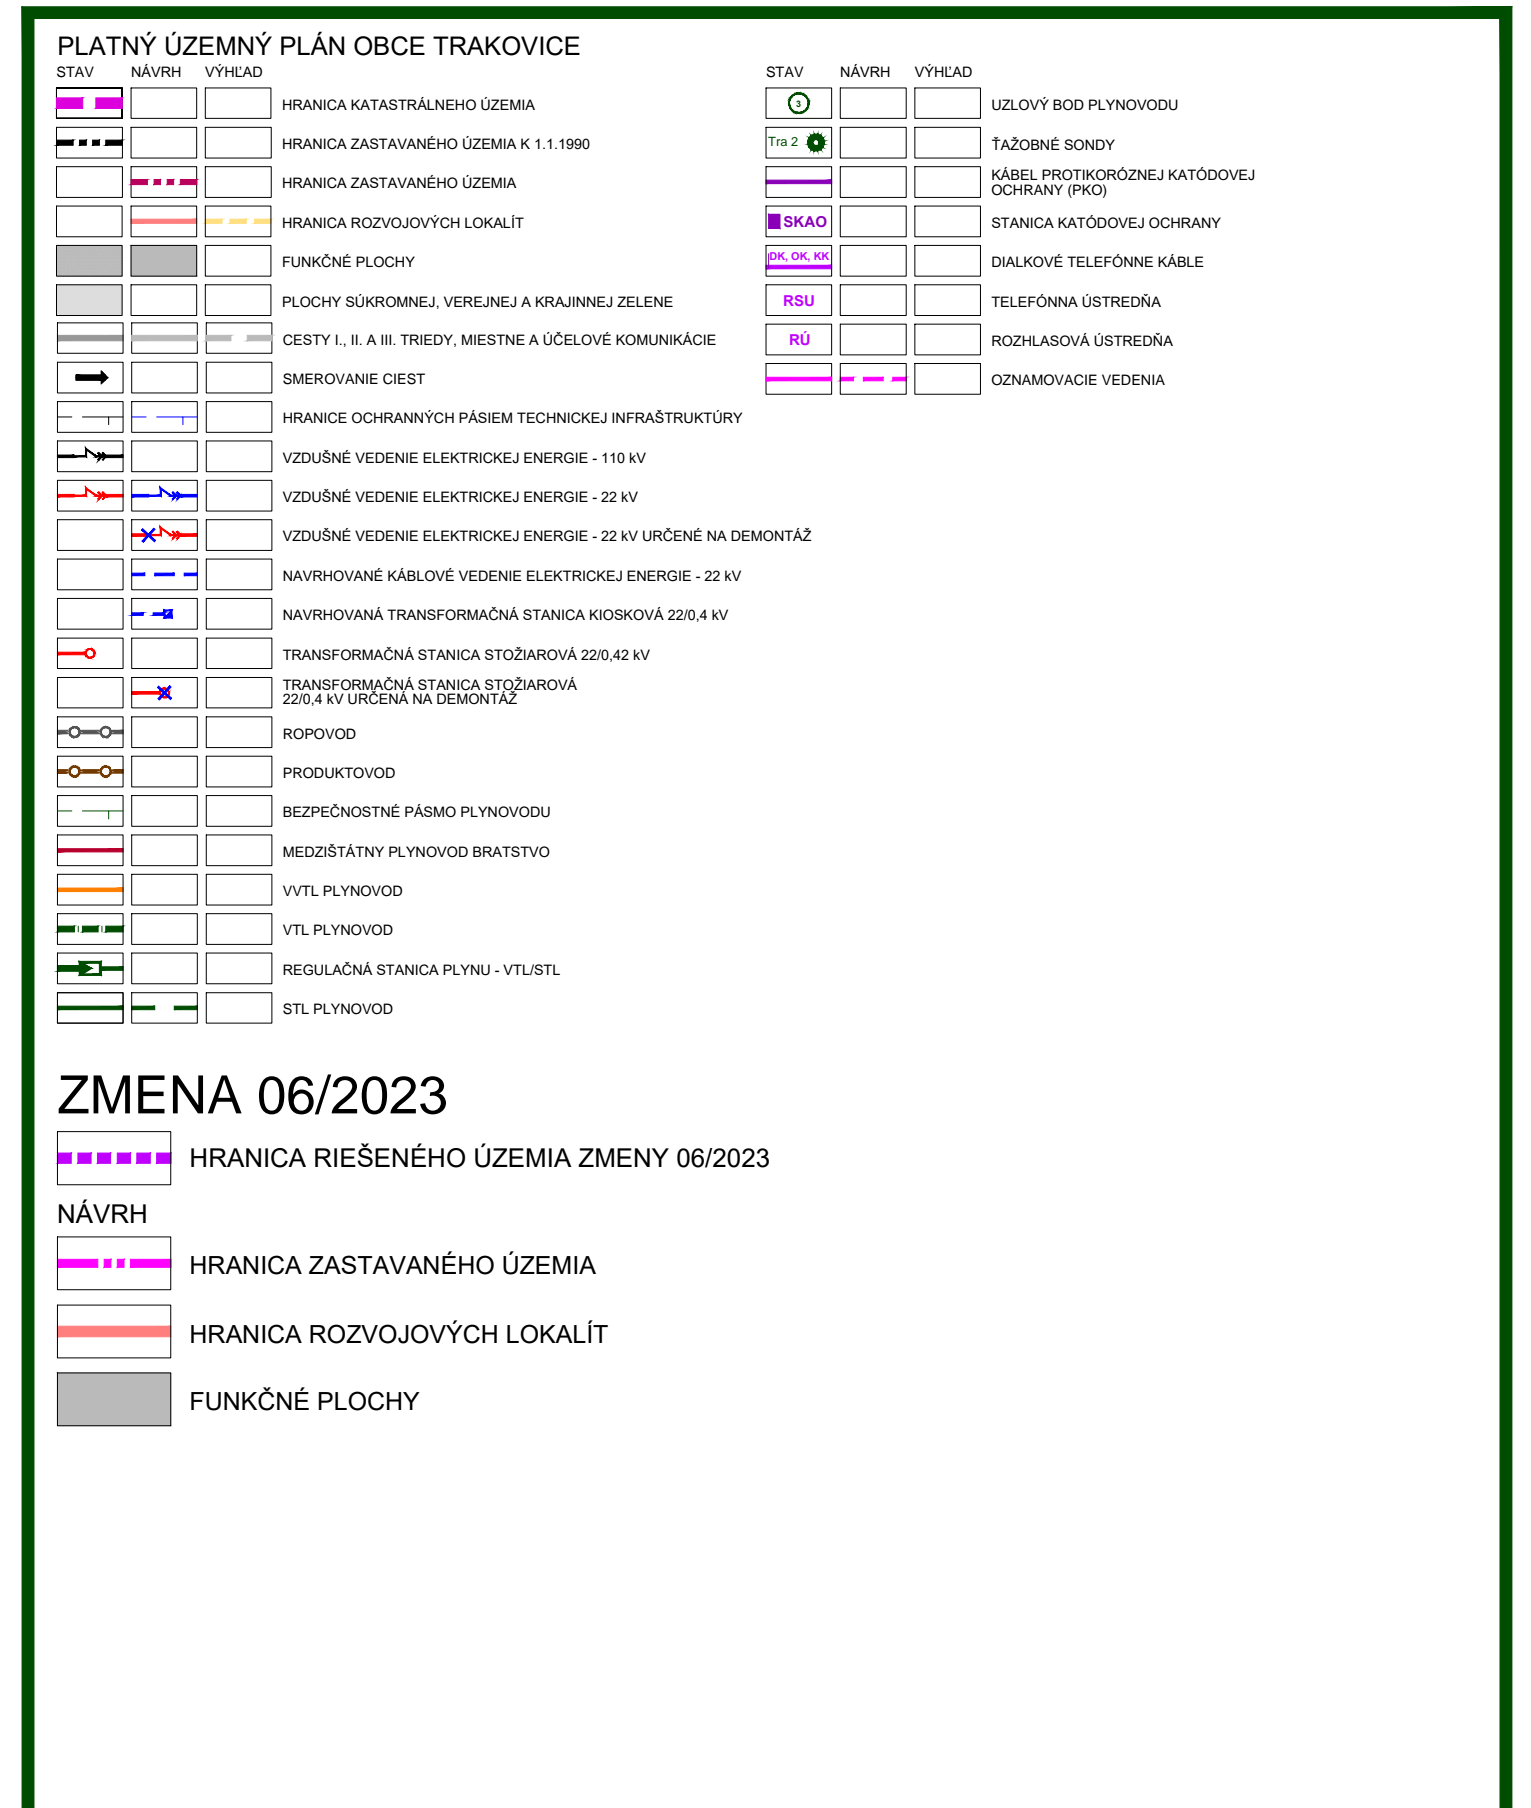 PLATNÝ ÚZEMNÝ PLÁN OBCE TRAKOVICE
STAV NÁVRH VÝHĽAD
HRANICA KATASTRÁLNEHO ÚZEMIA
HRANICA ZASTAVANÉHO ÚZEMIA K 1.1.1990
HRANICA ZASTAVANÉHO ÚZEMIA
HRANICA ROZVOJOVÝCH LOKALÍT
FUNKČNÉ PLOCHY
PLOCHY SÚKROMNEJ, VEREJNEJ A KRAJINNEJ ZELENE
CESTY I., II. A III. TRIEDY, MIESTNE A ÚČELOVÉ KOMUNIKÁCIE
SMEROVANIE CIEST
HRANICE OCHRANNÝCH PÁSIEM TECHNICKEJ INFRAŠTRUKTÚRY
VZDUŠNÉ VEDENIE ELEKTRICKEJ ENERGIE - 110 kV
VZDUŠNÉ VEDENIE ELEKTRICKEJ ENERGIE - 22 kV
VZDUŠNÉ VEDENIE ELEKTRICKEJ ENERGIE - 22 kV URČENÉ NA DEMONTÁŽ
NAVRHOVANÉ KÁBLOVÉ VEDENIE ELEKTRICKEJ ENERGIE - 22 kV
NAVRHOVANÁ TRANSFORMAČNÁ STANICA KIOSKOVÁ 22/0,4 kV
TRANSFORMAČNÁ STANICA STOŽIAROVÁ 22/0,42 kV
TRANSFORMAČNÁ STANICA STOŽIAROVÁ
22/0,4 kV URČENÁ NA DEMONTÁŽ
ROPOVOD
PRODUKTOVOD
BEZPEČNOSTNÉ PÁSMO PLYNOVODU
MEDZIŠTÁTNY PLYNOVOD BRATSTVO
VVTL PLYNOVOD
VTL PLYNOVOD
REGULAČNÁ STANICA PLYNU - VTL/STL
STL PLYNOVOD
STAV NÁVRH VÝHĽAD
3 UZLOVÝ BOD PLYNOVODU
Tra 2 ŤAŽOBNÉ SONDY
KÁBEL PROTIKORÓZNEJ KATÓDOVEJ
OCHRANY (PKO)
SKAO STANICA KATÓDOVEJ OCHRANY
DK, OK, KK DIALKOVÉ TELEFÓNNE KÁBLE
RSU TELEFÓNNA ÚSTREDŇA
RÚ ROZHLASOVÁ ÚSTREDŇA
OZNAMOVACIE VEDENIA
ZMENA 06/2023
HRANICA RIEŠENÉHO ÚZEMIA ZMENY 06/2023
NÁVRH
HRANICA ZASTAVANÉHO ÚZEMIA
HRANICA ROZVOJOVÝCH LOKALÍT
FUNKČNÉ PLOCHY